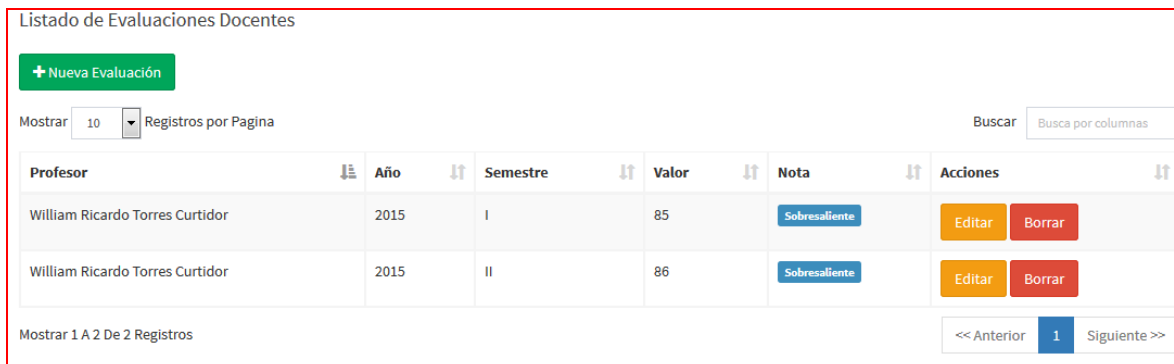 Listado de Evaluaciones Docentes
+ Nueva Evaluación
Mostrar 10 Registros por Pagina Buscar Busca por columnas
Profesor Año Semestre Valor Nota Acciones
William Ricardo Torres Curtidor 2015 I 85 Sobresaliente Editar Borrar
William Ricardo Torres Curtidor 2015 II 86 Sobresaliente Editar Borrar
Mostrar 1 A 2 De 2 Registros << Anterior 1 Siguiente >>